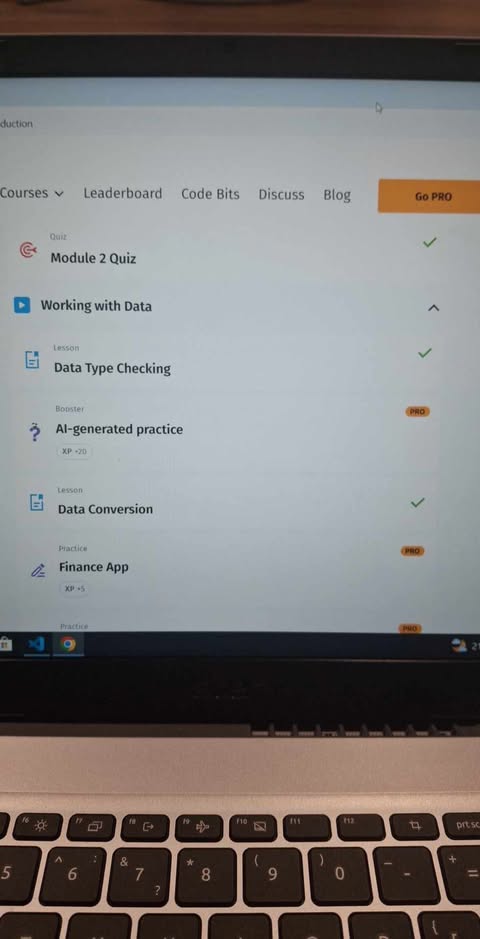 duction
Courses Leaderboard Code Bits Discuss Blog Go PRO
Quiz
Module 2 Quiz
Working with Data
Lesson
Data Type Checking
Booster
PRO
AI-generated practice
XP +20
Lesson
Data Conversion
Practice
PRO
Finance App
XP +5
Practice
PRO
21
f6 f7 f8 f9 f10 f11 f12 prt sc
5 ^ 6 : & 7 ? * 8 ( 9 ) 0 _ - + =
{